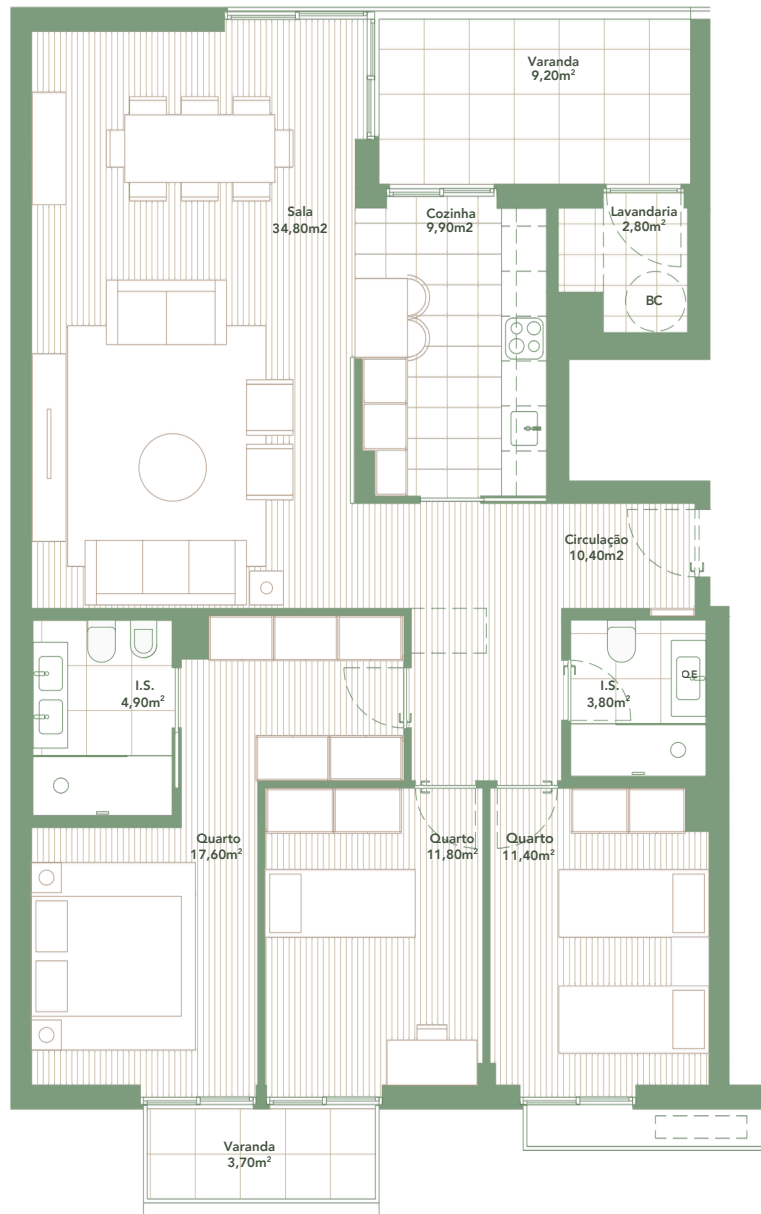 Varanda
9,20m²
Sala
34,80m2
Cozinha
9,90m2
Lavandaria
2,80m²
BC
Circulação
10,40m2
I.S.
4,90m²
I.S.
3,80m²
QE
Quarto
17,60m²
Quarto
11,80m²
Quarto
11,40m²
Varanda
3,70m²